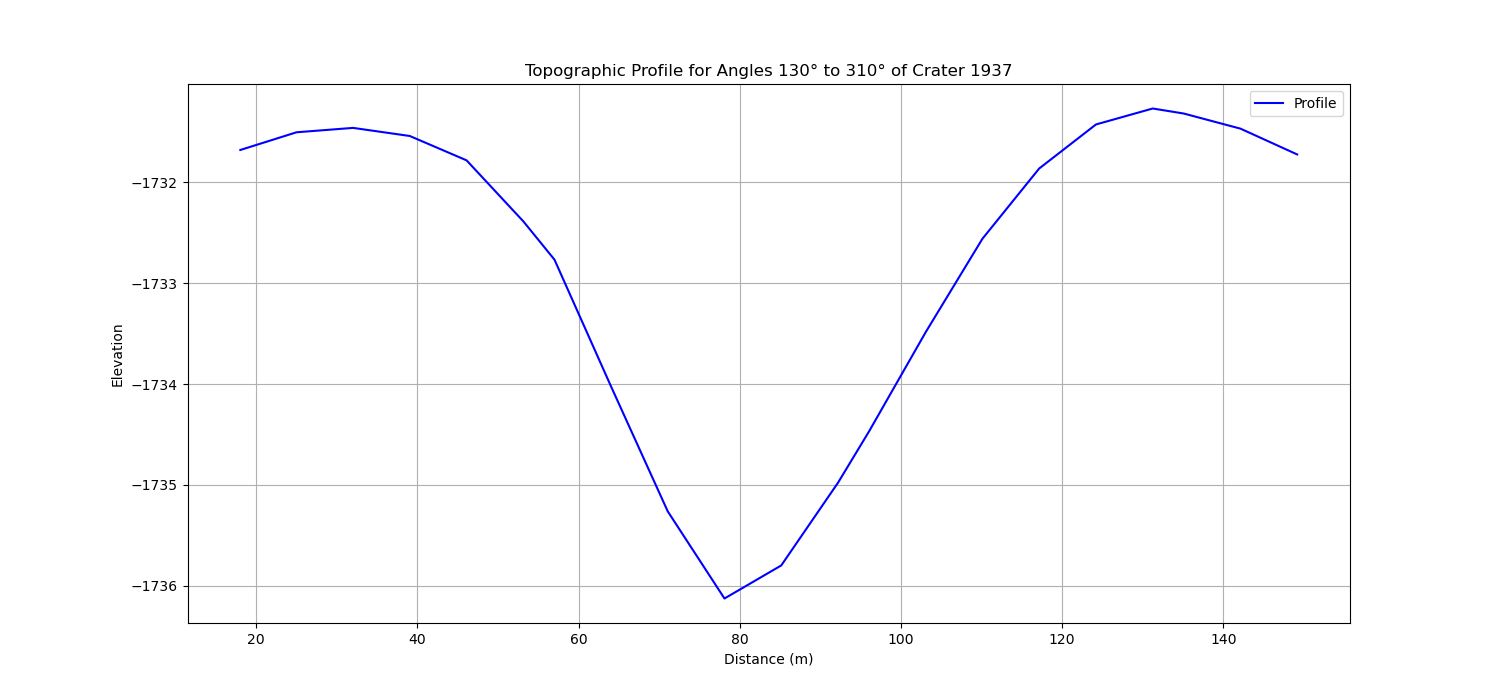 Topographic Profile for Angles 130° to 310° of Crater 1937
Profile
Elevation
−1732
−1733
−1734
−1735
−1736
20 40 60 80 100 120 140
Distance (m)